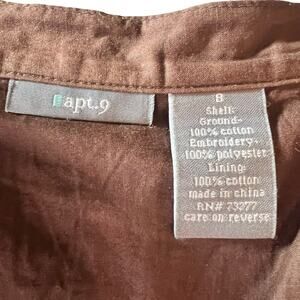 apt.9
8
Shell:
Ground-
100% cotton
Embroidery-
100% polyester
Lining:
100% cotton
made in china
RN# 73277
care on reverse